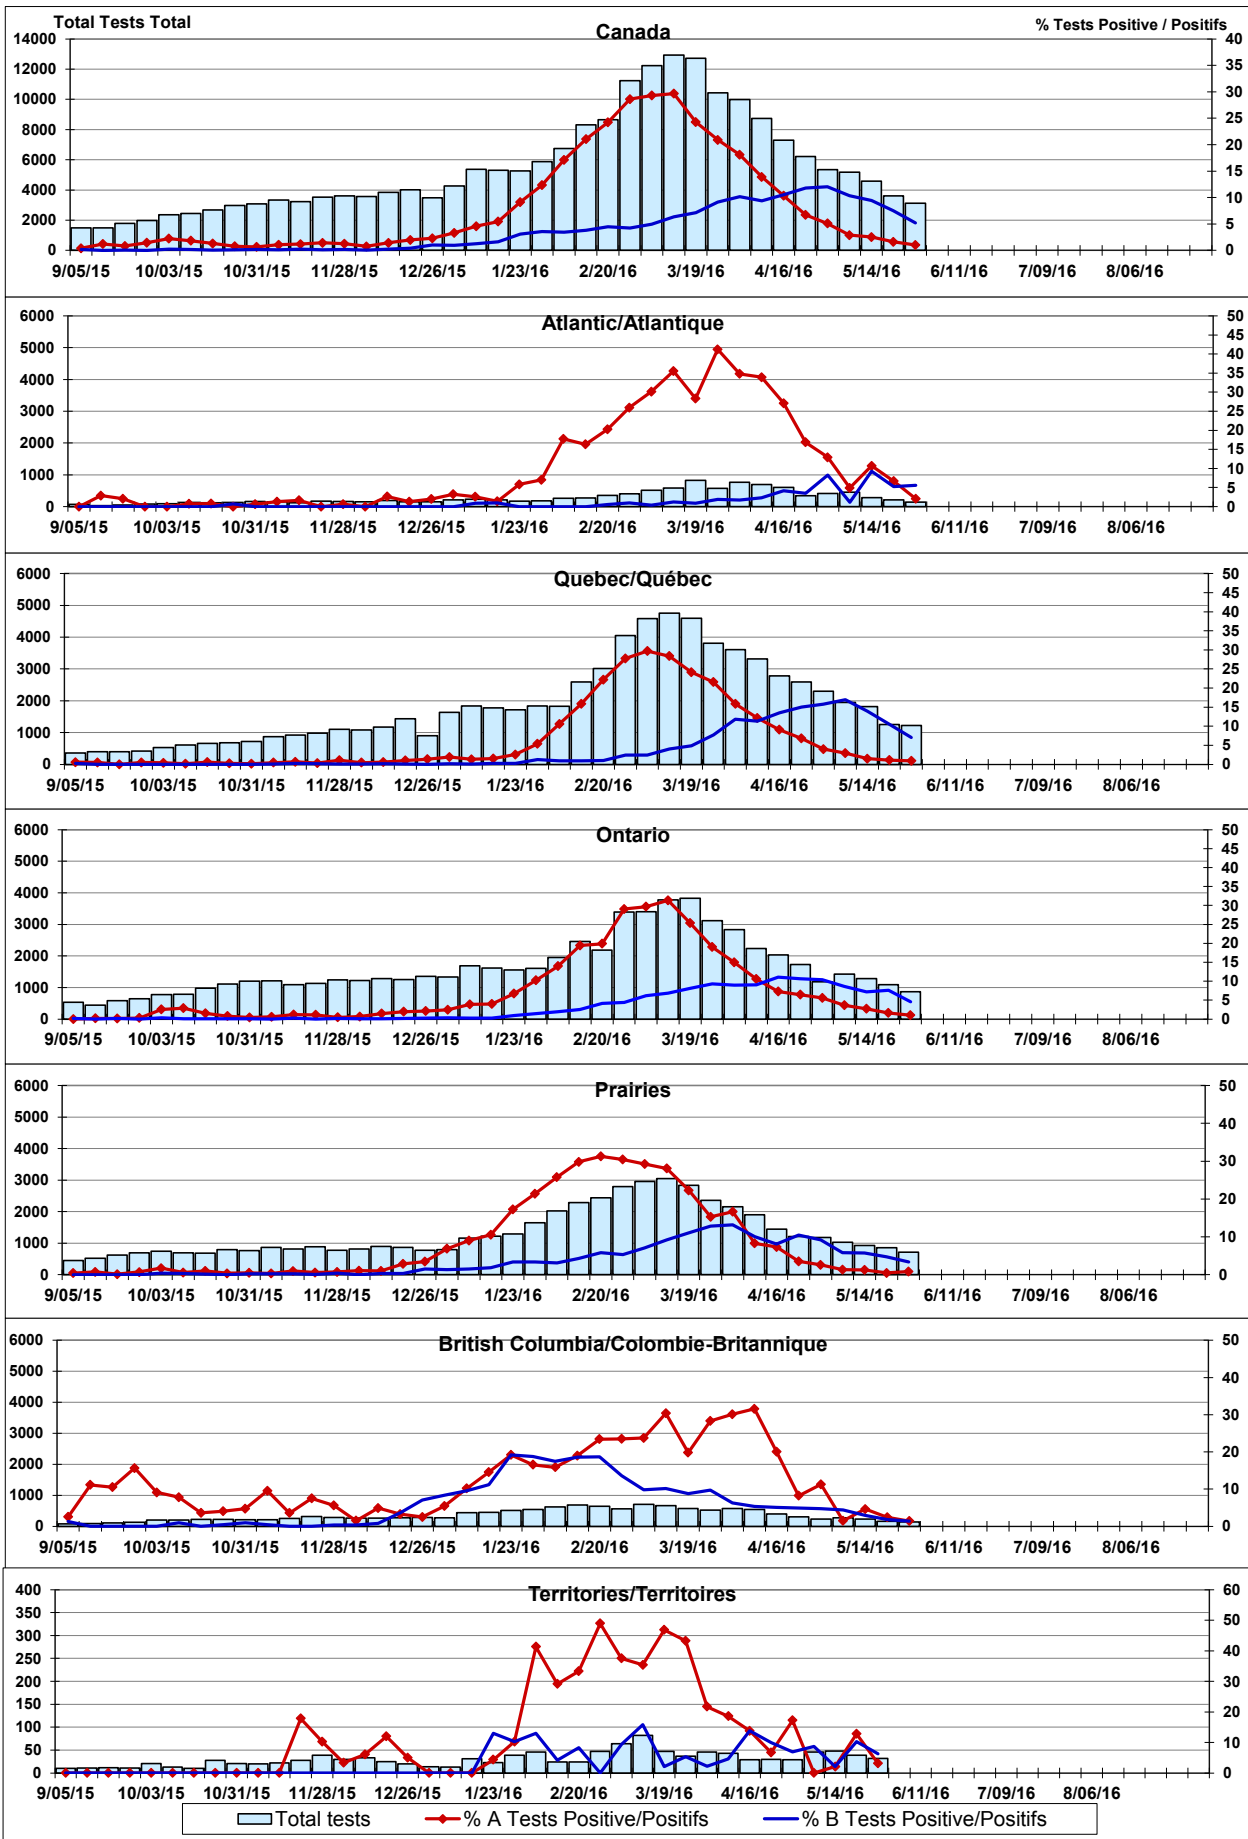 Total Tests Total
% Tests Positive / Positifs
Canada
14000 12000 10000 8000 6000 4000 2000 0
40 35 30 25 20 15 10 5 0
9/05/15 10/03/15 10/31/15 11/28/15 12/26/15 1/23/16 2/20/16 3/19/16 4/16/16 5/14/16 6/11/16 7/09/16 8/06/16
Atlantic/Atlantique
6000 5000 4000 3000 2000 1000 0
50 45 40 35 30 25 20 15 10 5 0
9/05/15 10/03/15 10/31/15 11/28/15 12/26/15 1/23/16 2/20/16 3/19/16 4/16/16 5/14/16 6/11/16 7/09/16 8/06/16
Quebec/Québec
6000 5000 4000 3000 2000 1000 0
50 45 40 35 30 25 20 15 10 5 0
9/05/15 10/03/15 10/31/15 11/28/15 12/26/15 1/23/16 2/20/16 3/19/16 4/16/16 5/14/16 6/11/16 7/09/16 8/06/16
Ontario
6000 5000 4000 3000 2000 1000 0
50 45 40 35 30 25 20 15 10 5 0
9/05/15 10/03/15 10/31/15 11/28/15 12/26/15 1/23/16 2/20/16 3/19/16 4/16/16 5/14/16 6/11/16 7/09/16 8/06/16
Prairies
6000 5000 4000 3000 2000 1000 0
50 40 30 20 10 0
9/05/15 10/03/15 10/31/15 11/28/15 12/26/15 1/23/16 2/20/16 3/19/16 4/16/16 5/14/16 6/11/16 7/09/16 8/06/16
British Columbia/Colombie-Britannique
6000 5000 4000 3000 2000 1000 0
50 40 30 20 10 0
9/05/15 10/03/15 10/31/15 11/28/15 12/26/15 1/23/16 2/20/16 3/19/16 4/16/16 5/14/16 6/11/16 7/09/16 8/06/16
Territories/Territoires
400 350 300 250 200 150 100 50 0
60 50 40 30 20 10 0
9/05/15 10/03/15 10/31/15 11/28/15 12/26/15 1/23/16 2/20/16 3/19/16 4/16/16 5/14/16 6/11/16 7/09/16 8/06/16
Total tests % A Tests Positive/Positifs % B Tests Positive/Positifs